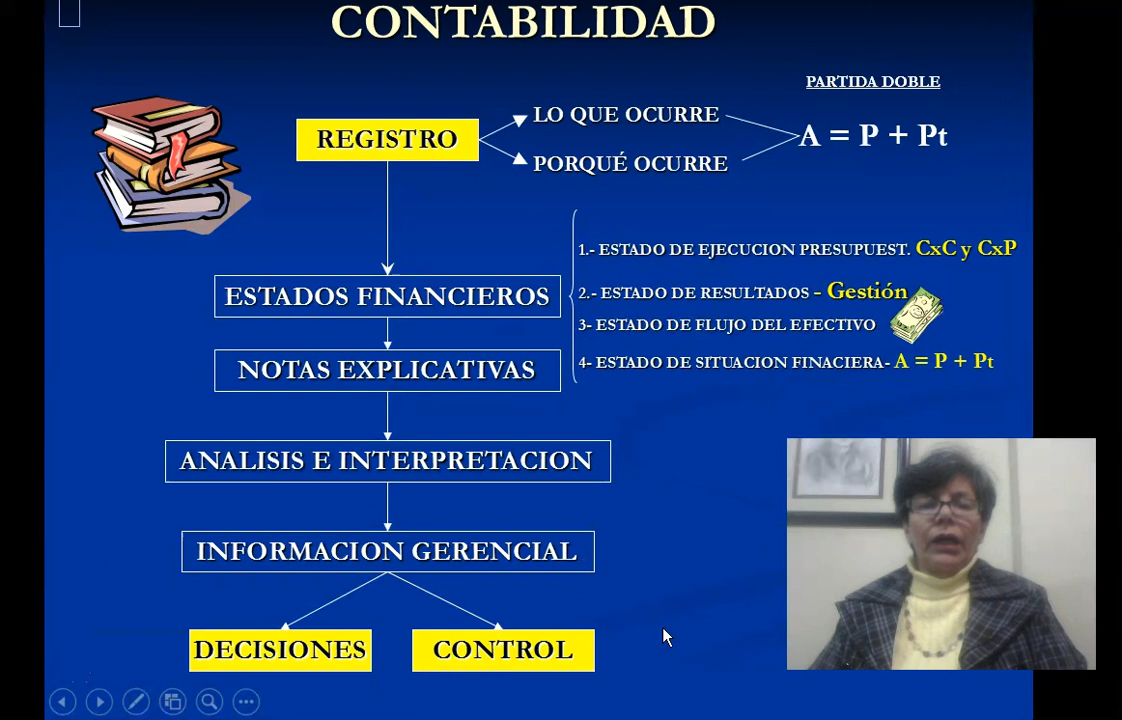 CONTABILIDAD
PARTIDA DOBLE
REGISTRO
LO QUE OCURRE
PORQUÉ OCURRE
A = P + Pt
ESTADOS FINANCIEROS
1.- ESTADO DE EJECUCION PRESUPUEST. CxC y CxP
2.- ESTADO DE RESULTADOS - Gestión
3- ESTADO DE FLUJO DEL EFECTIVO
4- ESTADO DE SITUACION FINACIERA- A = P + Pt
NOTAS EXPLICATIVAS
ANALISIS E INTERPRETACION
INFORMACION GERENCIAL
DECISIONES
CONTROL